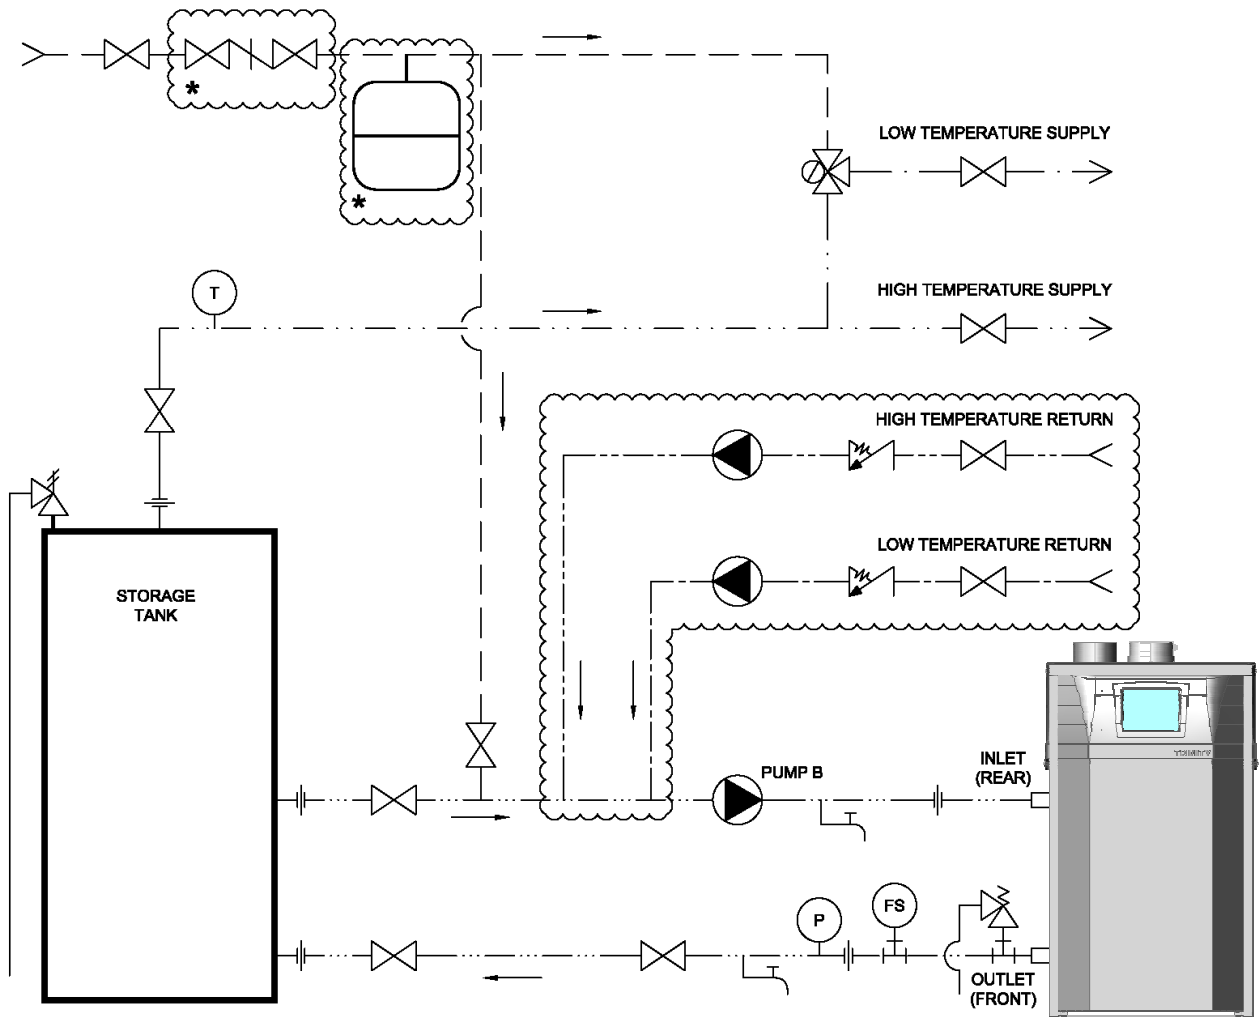 *
*
LOW TEMPERATURE SUPPLY
T
HIGH TEMPERATURE SUPPLY
HIGH TEMPERATURE RETURN
LOW TEMPERATURE RETURN
STORAGE
TANK
TRINITY
PUMP B
INLET
(REAR)
P
FS
OUTLET
(FRONT)